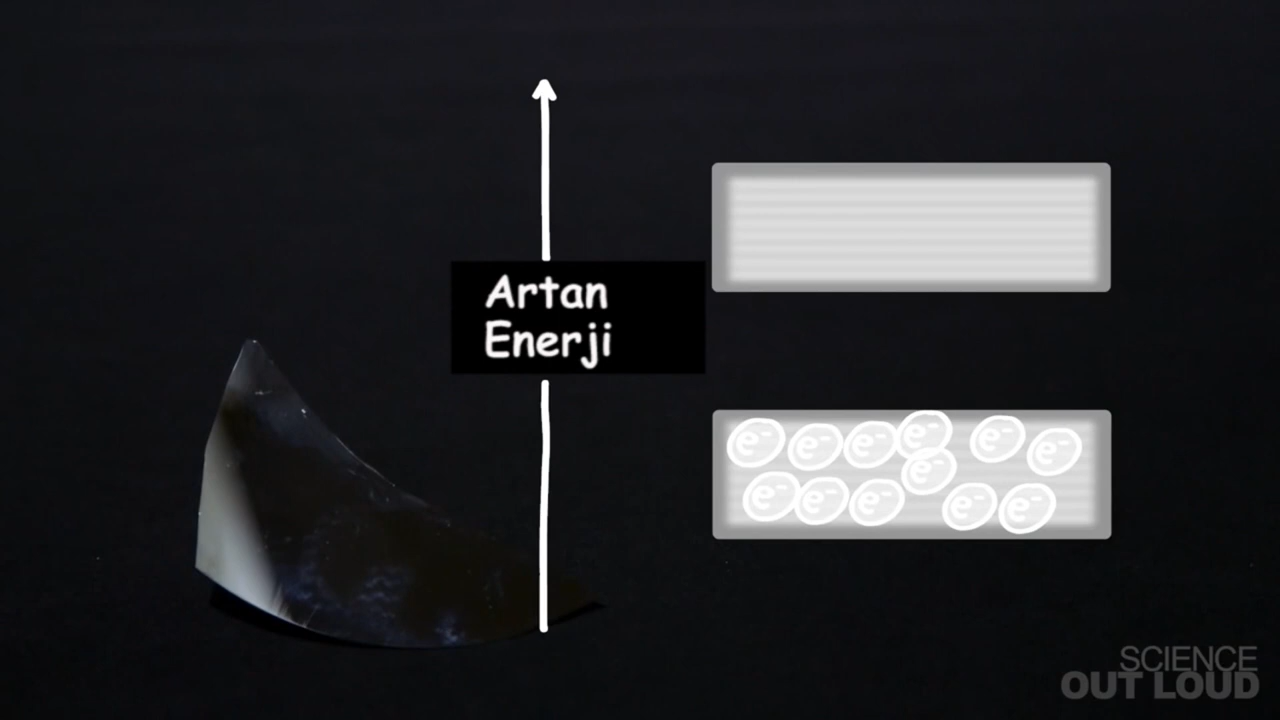 Artan
Enerji
e⁻ e⁻ e⁻ e⁻ e⁻ e⁻
e⁻
e⁻ e⁻ e⁻ e⁻ e⁻
SCIENCE
OUT LOUD